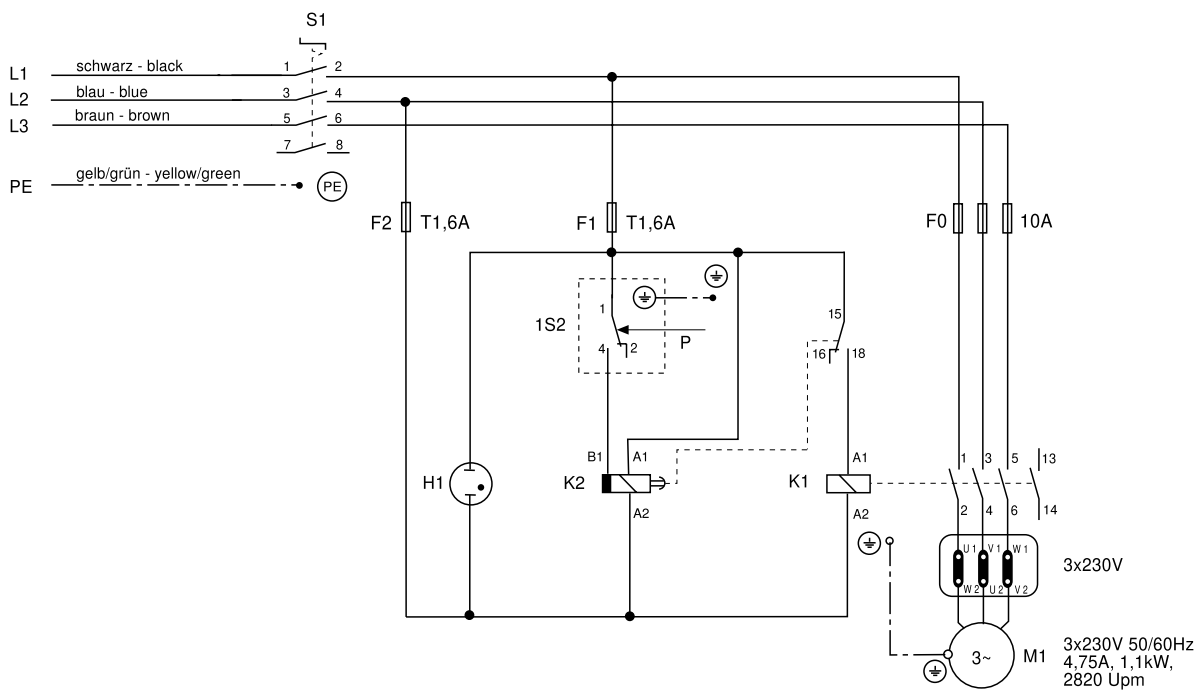 S1
L1 schwarz - black 1 2
L2 blau - blue 3 4
L3 braun - brown 5 6
7 8
PE gelb/grün - yellow/green PE
F2 T1,6A F1 T1,6A F0 10A
1S2 1 4 2 P
15 16 18
H1
K2 B1 A1 A2
K1 A1 A2
1 3 5 13
2 4 6 14
U1 V1 W1
3x230V
W2 U2 V2
3~ M1
3x230V 50/60Hz
4,75A, 1,1kW,
2820 Upm